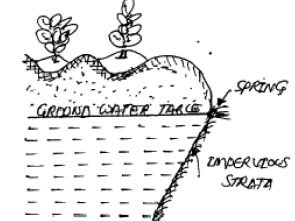 SPRING
GROUND WATER TABLE
IMPERVIOUS
STRATA